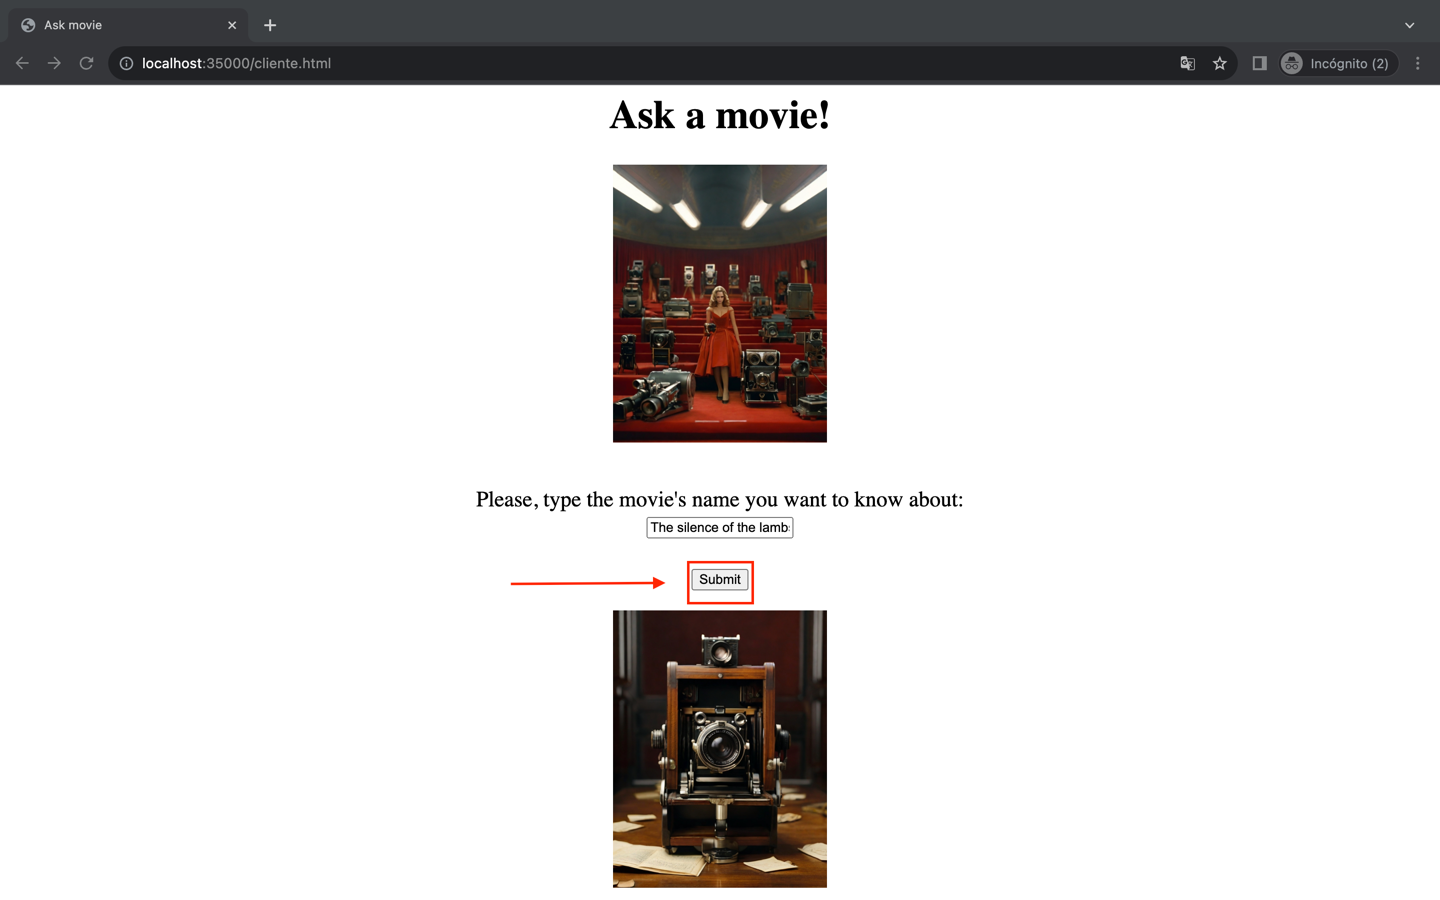 Ask movie
localhost:35000/cliente.html
Incógnito (2)
Ask a movie!
Please, type the movie's name you want to know about:
The silence of the lamb
Submit